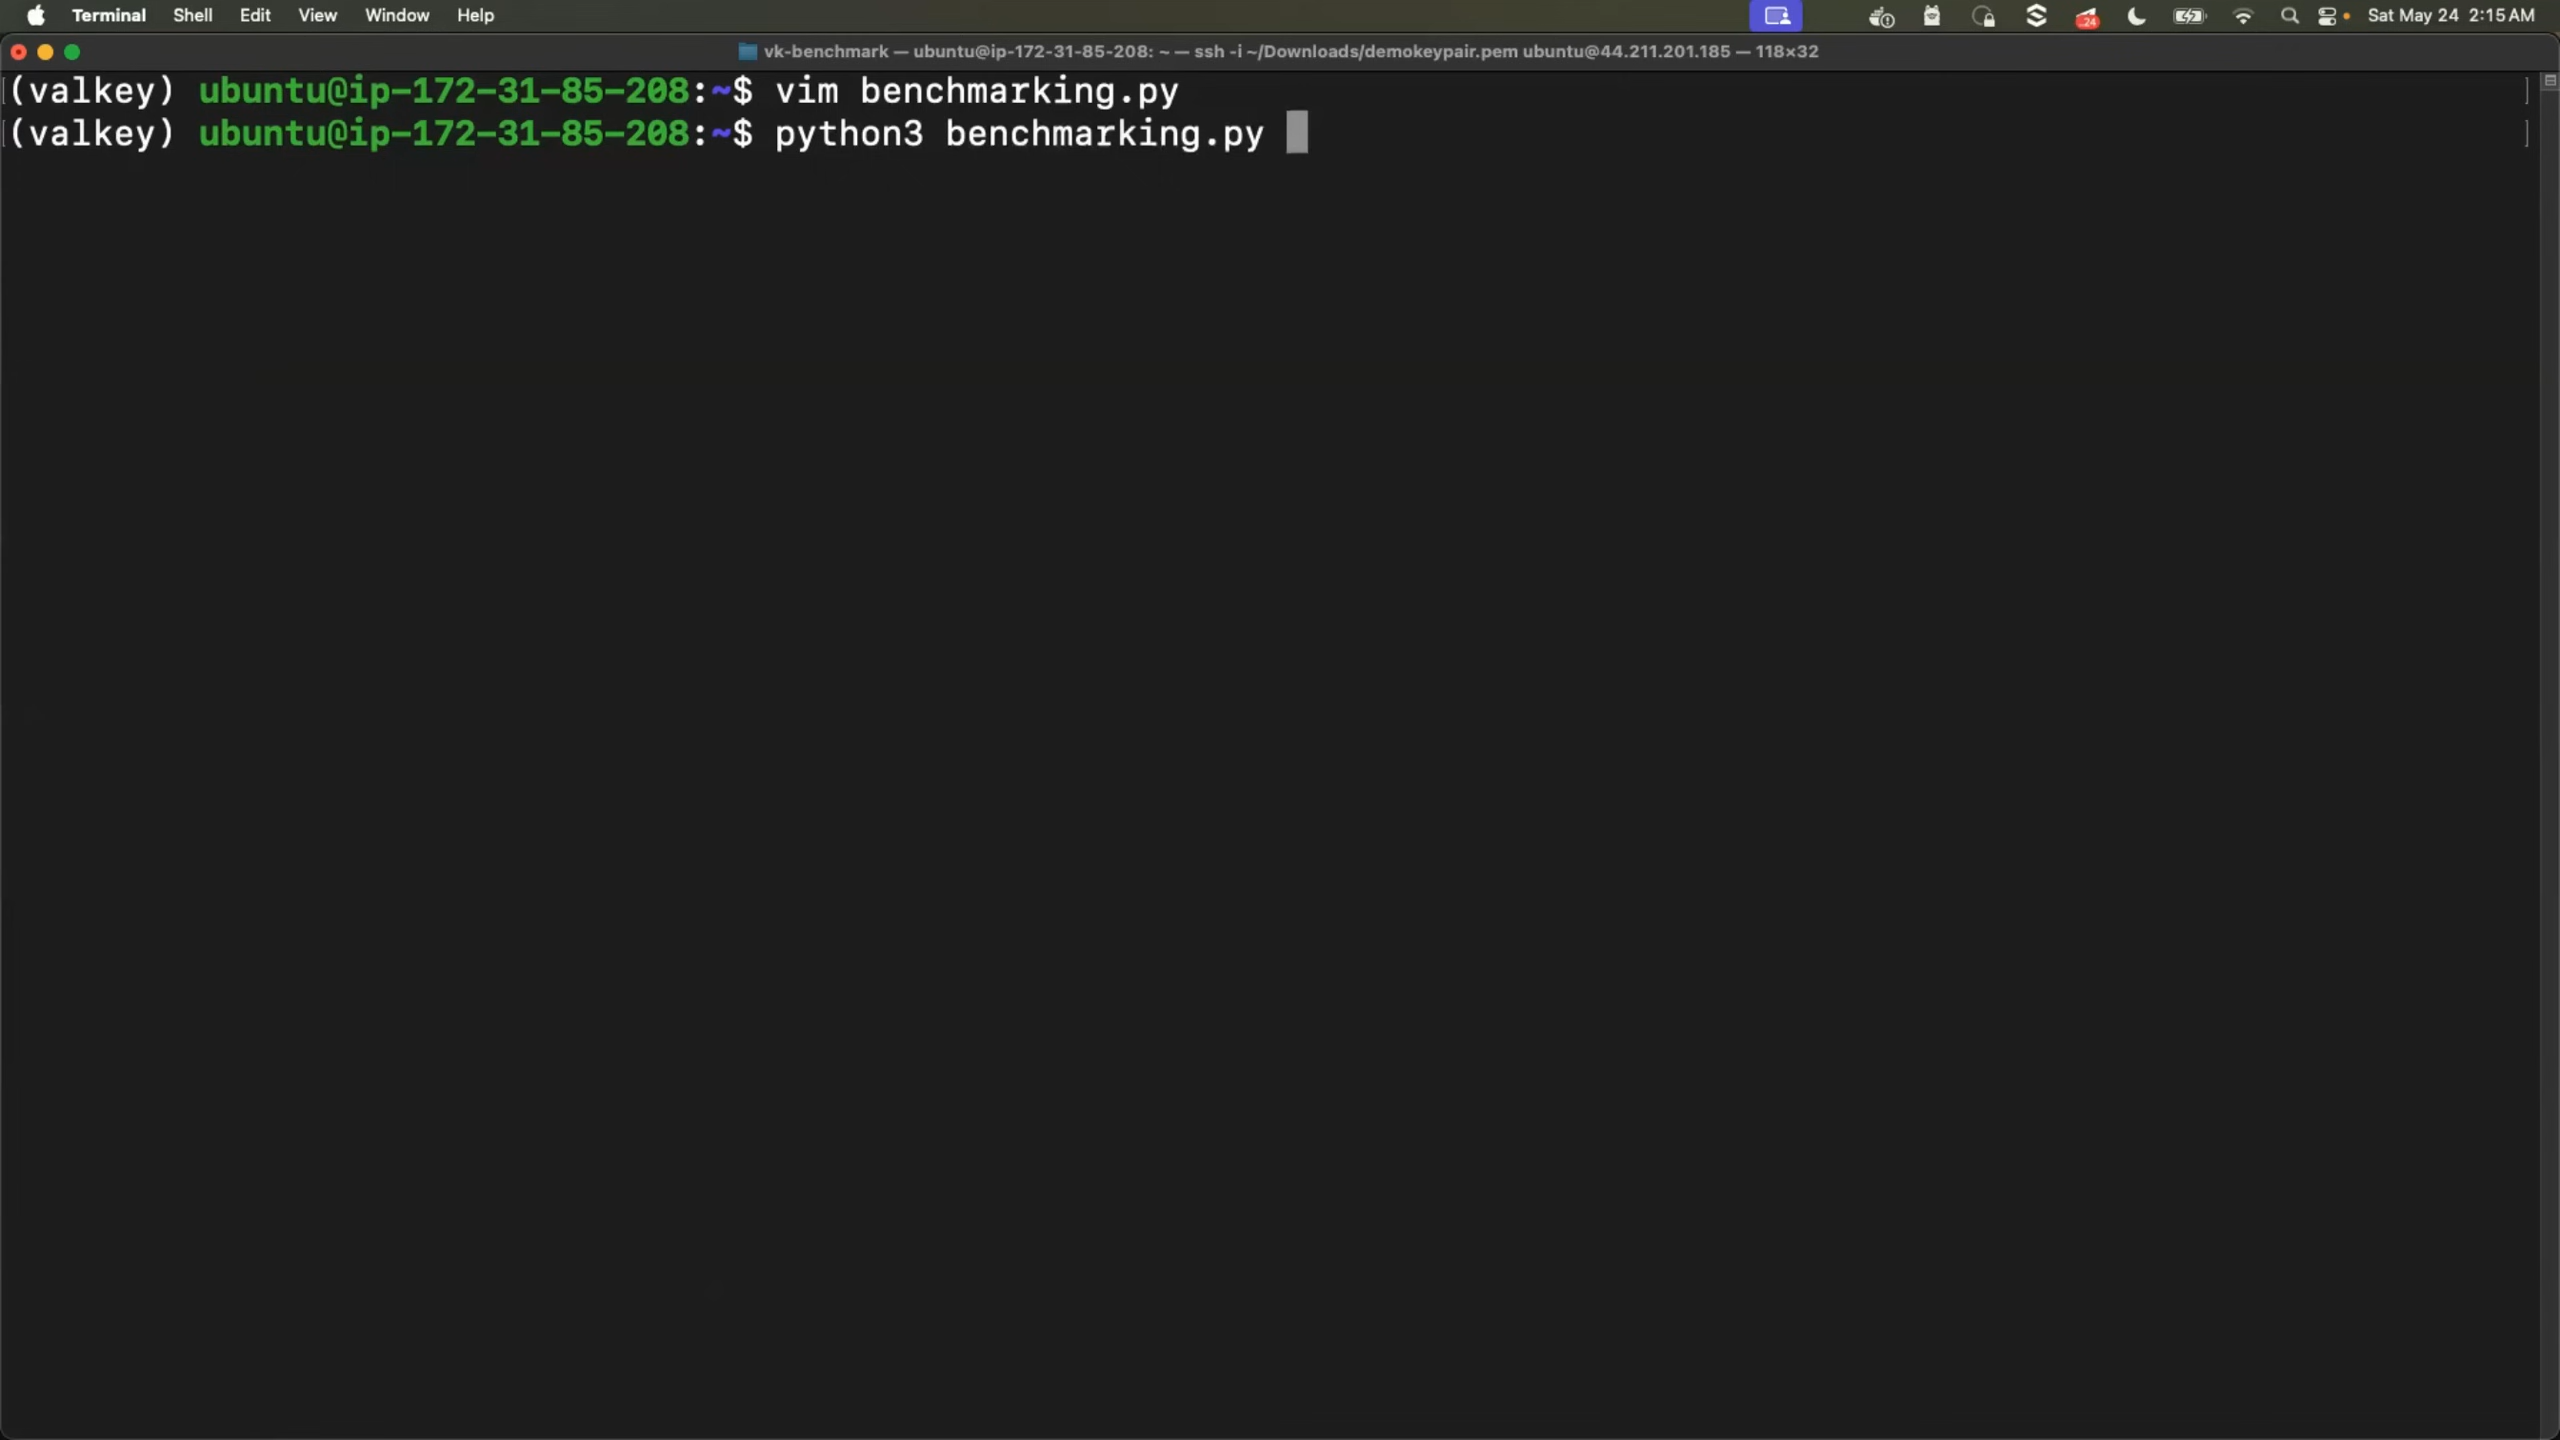 Terminal Shell Edit View Window Help 24 Sat May 24 2:15 AM
vk-benchmark — ubuntu@ip-172-31-85-208: ~ — ssh -i ~/Downloads/demokeypair.pem ubuntu@44.211.201.185 — 118×32
[(valkey) ubuntu@ip-172-31-85-208:~$ vim benchmarking.py ]
[(valkey) ubuntu@ip-172-31-85-208:~$ python3 benchmarking.py ]